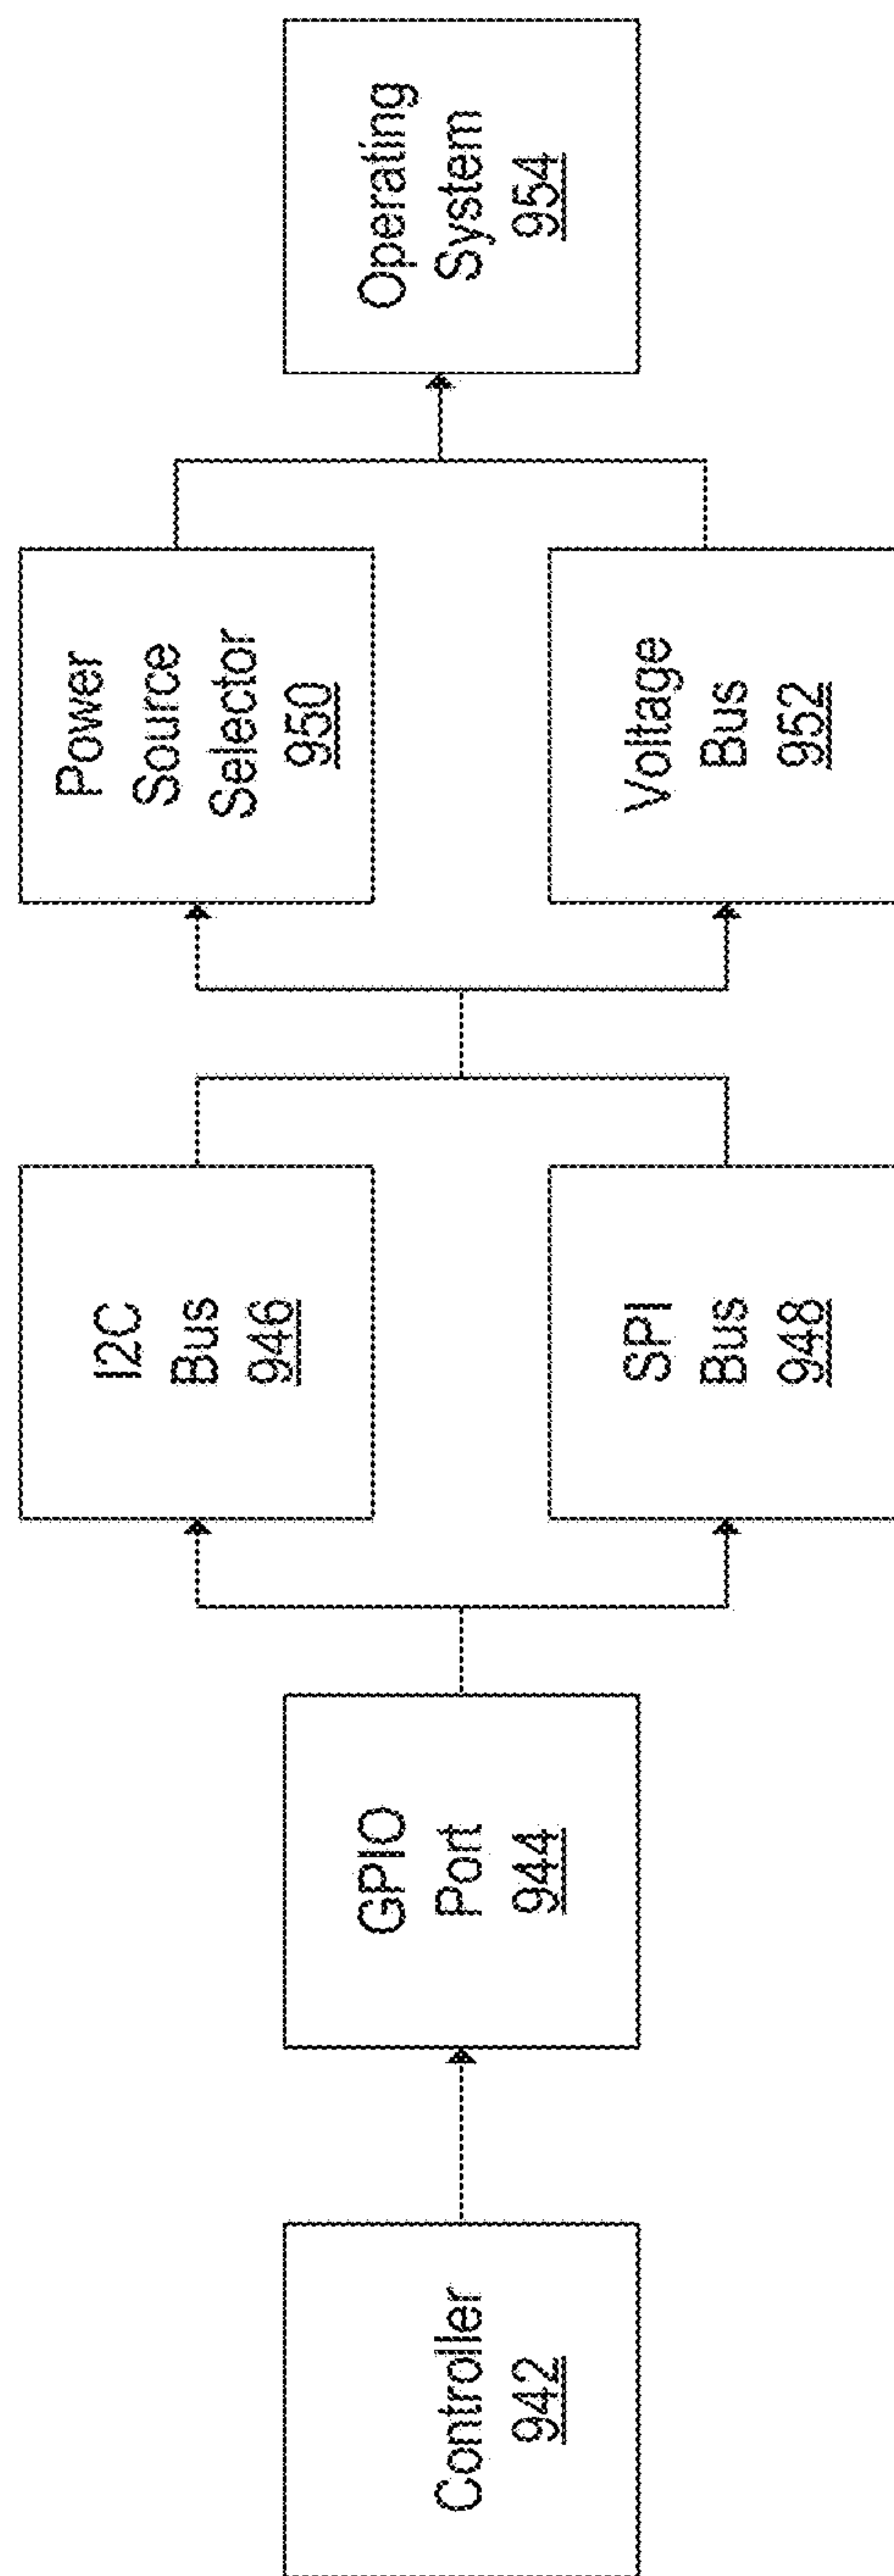 Controller
942
GPIO
Port
944
I2C
Bus
946
SPI
Bus
948
Power
Source
Selector
950
Voltage
Bus
952
Operating
System
954